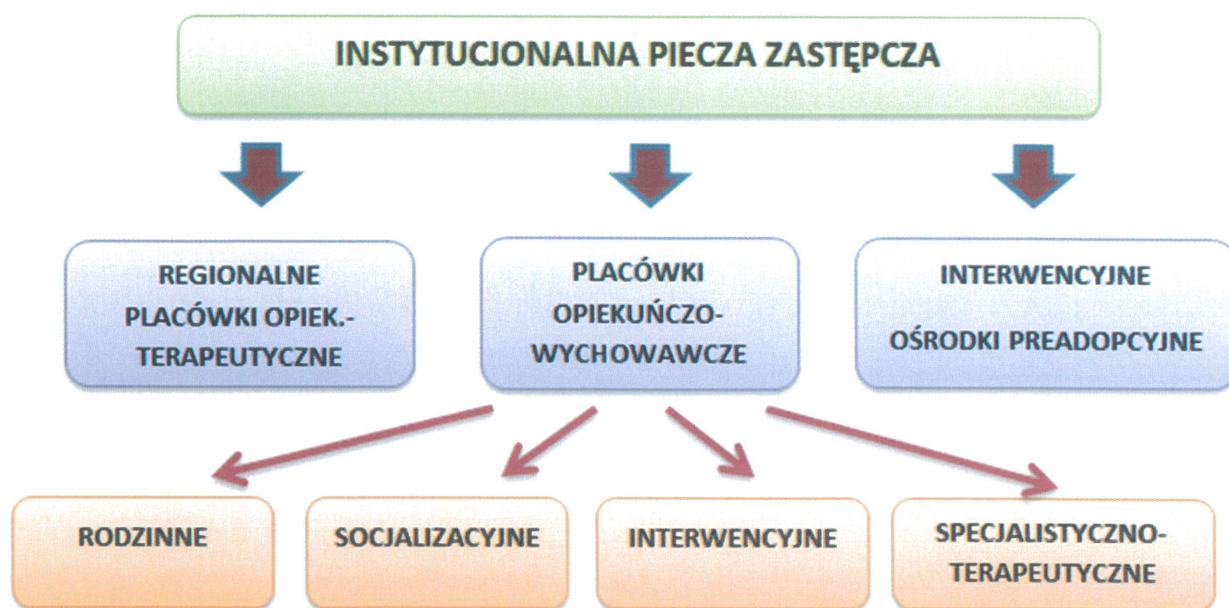 INSTYTUCJONALNA PIECZA ZASTĘPCZA
REGIONALNE
PLACÓWKI OPIEK.-
TERAPEUTYCZNE
PLACÓWKI
OPIEKUŃCZO-
WYCHOWAWCZE
INTERWENCYJNE
OŚRODKI PREADOPCYJNE
RODZINNE
SOCJALIZACYJNE
INTERWENCYJNE
SPECJALISTYCZNO-
TERAPEUTYCZNE